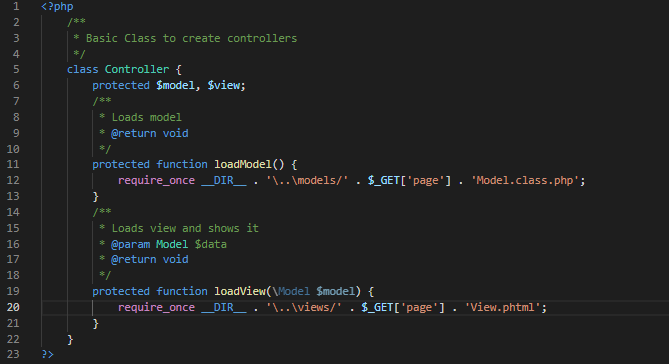 1 <?php
2 /**
3 * Basic Class to create controllers
4 */
5 class Controller {
6 protected $model, $view;
7 /**
8 * Loads model
9 * @return void
10 */
11 protected function loadModel() {
12 require_once __DIR__ . '\..\models/' . $_GET['page'] . 'Model.class.php';
13 }
14 /**
15 * Loads view and shows it
16 * @param Model $data
17 * @return void
18 */
19 protected function loadView(\Model $model) {
20 require_once __DIR__ . '\..\views/' . $_GET['page'] . 'View.phtml';
21 }
22 }
23 ?>